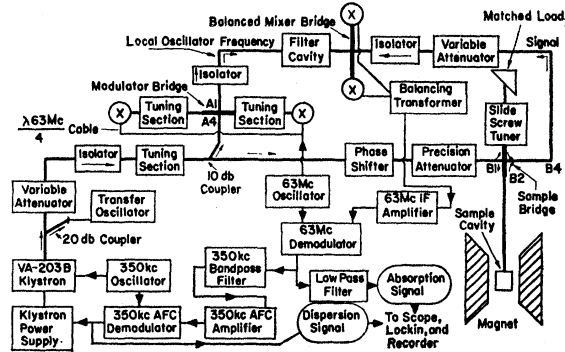 Balanced Mixer Bridge
Matched Load
Local Oscillator Frequency
Filter
Cavity
Isolator
Variable
Attenuator
Signal
Isolator
Modulator Bridge
A1
Balancing
Transformer
Tuning
Section
A4
Tuning
Section
λ63Mc
4
Cable
Slide
Screw
Tuner
Isolator
Tuning
Section
10 db
Coupler
Phase
Shifter
Precision
Attenuator
B1
B2
B4
Variable
Attenuator
Transfer
Oscillator
63Mc
Oscillator
63Mc IF
Amplifier
Sample
Bridge
20 db Coupler
63Mc
Demodulator
Sample
Cavity
VA-203B
Klystron
350kc
Oscillator
350kc
Bandpass
Filter
Low Pass
Filter
Absorption
Signal
Klystron
Power
Supply
350kc AFC
Demodulator
350kc AFC
Amplifier
Dispersion
Signal
To Scope,
Lockin, and
Recorder
Magnet